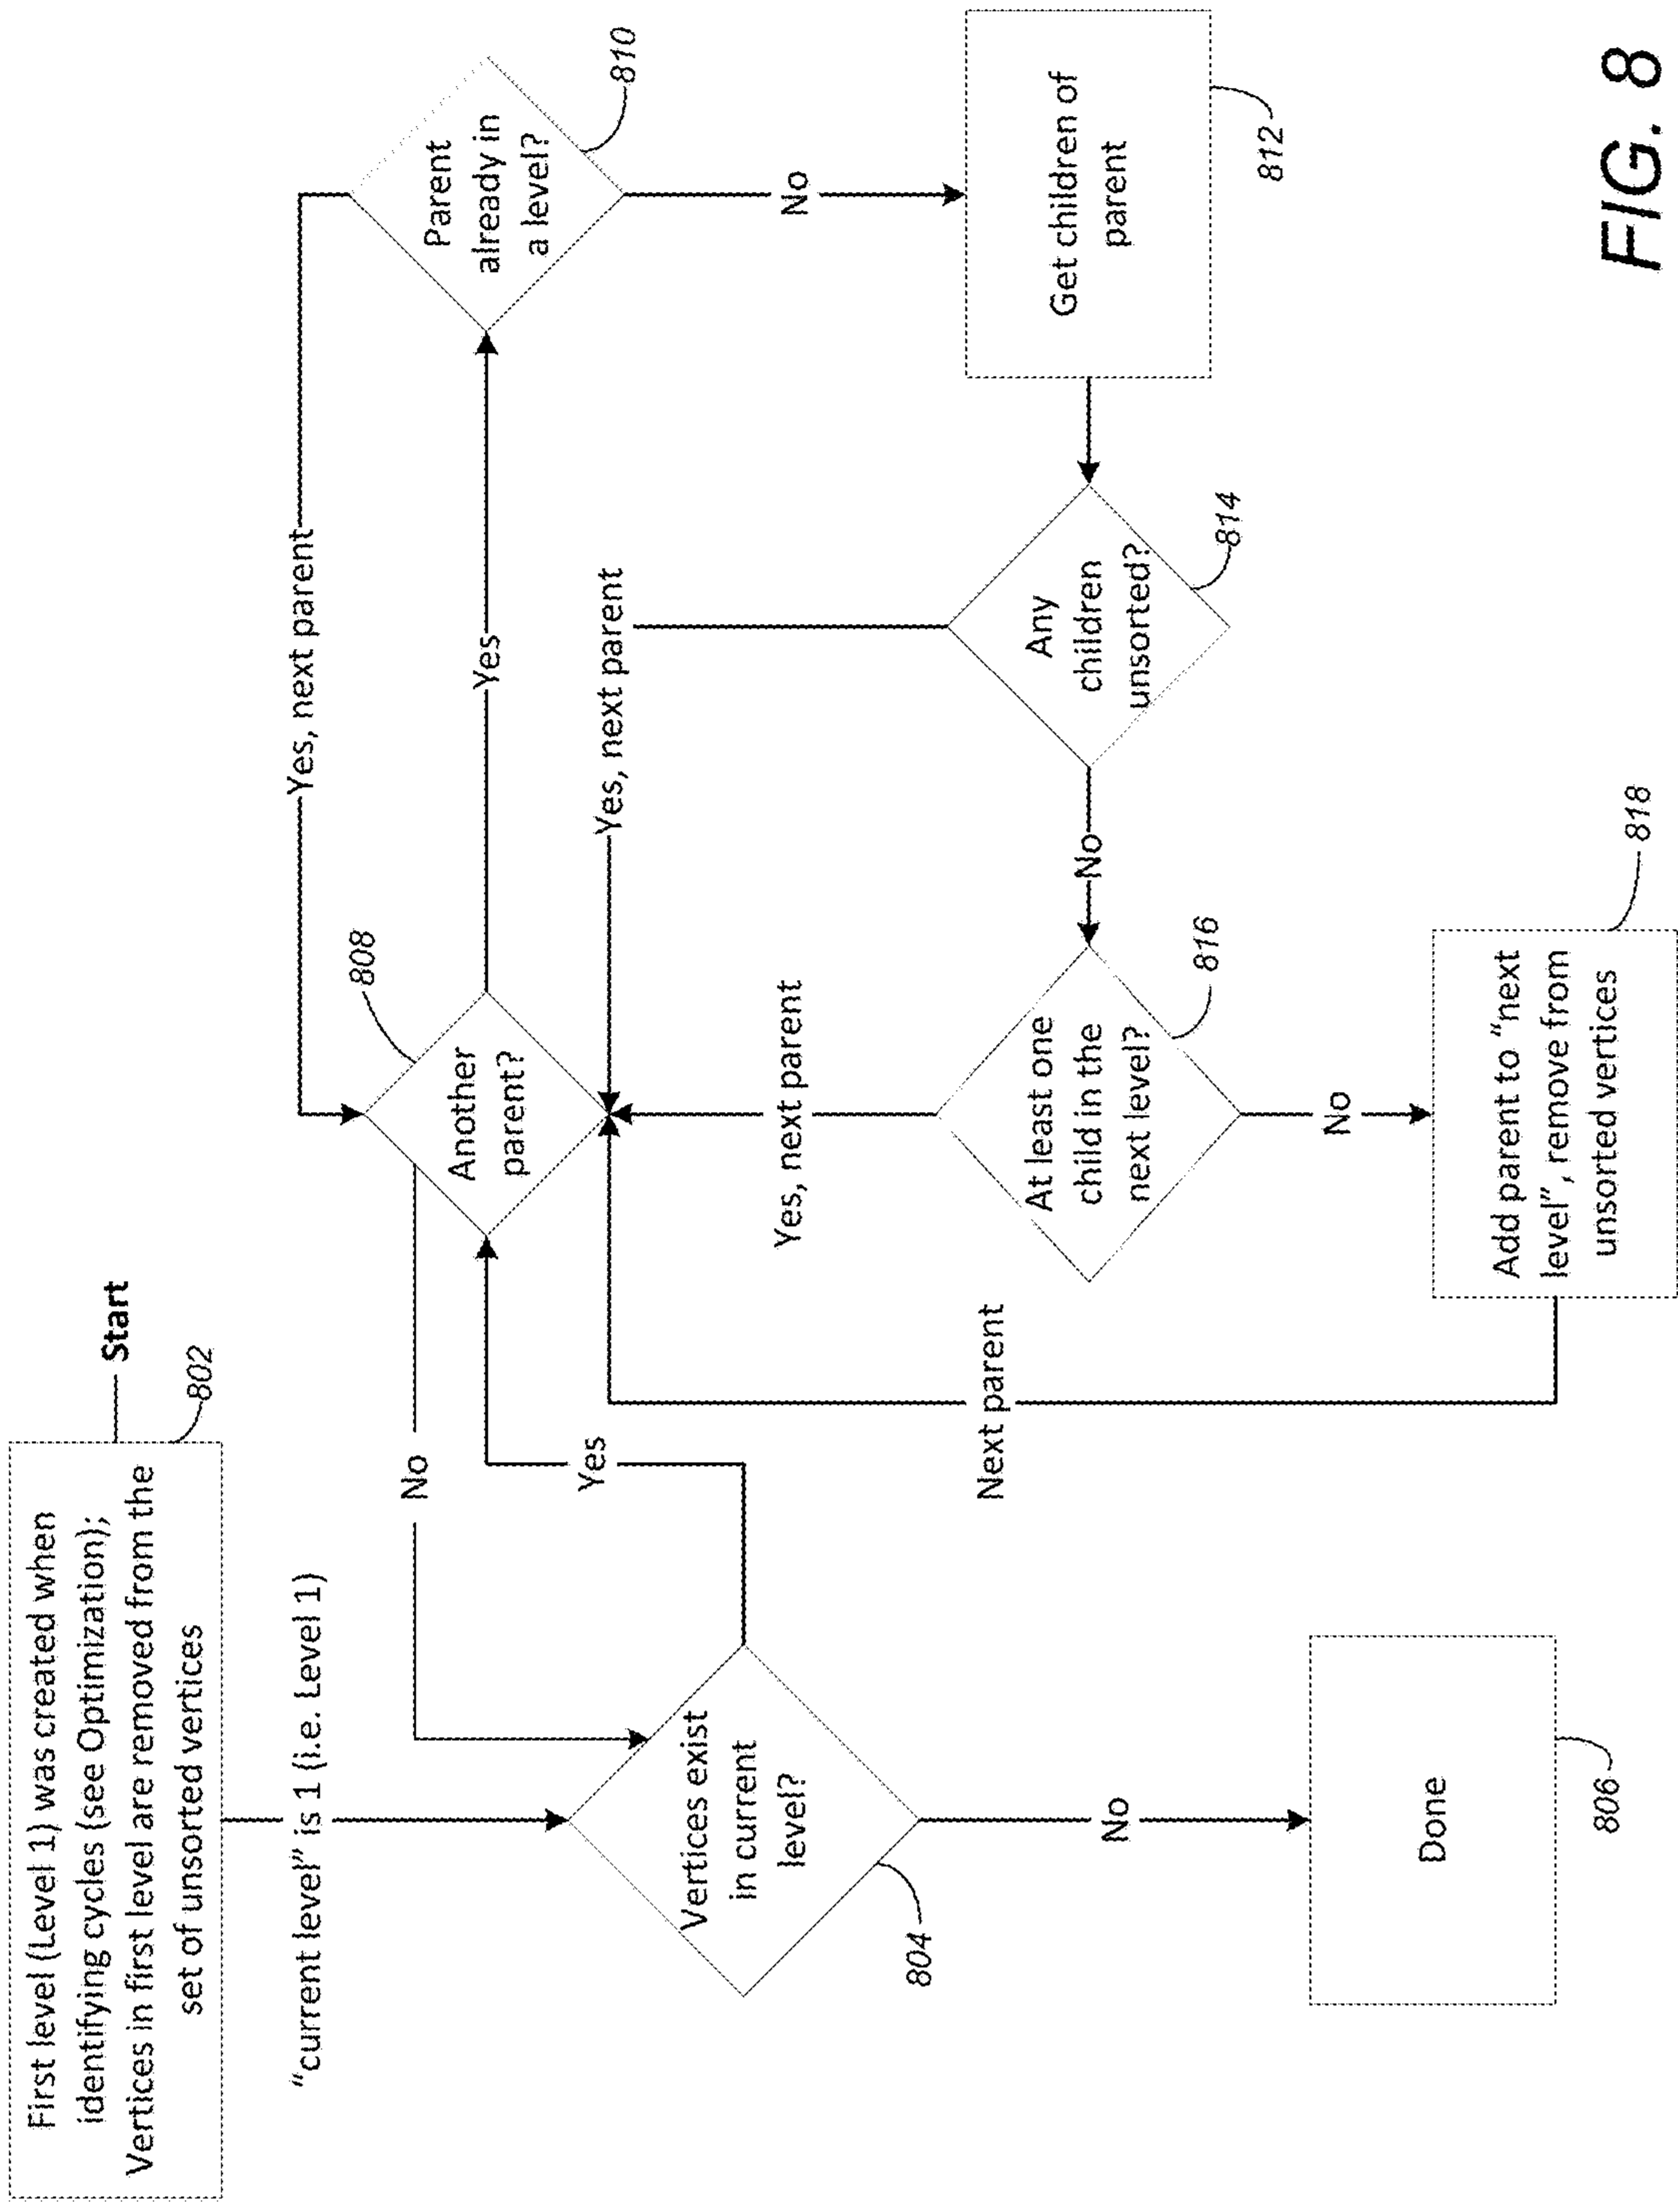 Start
First level (Level 1) was created when
identifying cycles (see Optimization);
Vertices in first level are removed from the
set of unsorted vertices
802
"current level" is 1 (i.e. Level 1)
Vertices exist
in current
level?
804
No
Done
806
Yes
No
Another
parent?
808
Yes
Yes, next parent
Parent
already in
a level?
810
No
Get children of
parent
812
Any
children
unsorted?
814
Yes, next parent
No
At least one
child in the
next level?
816
Yes, next parent
No
Add parent to "next
level", remove from
unsorted vertices
818
Next parent
FIG. 8